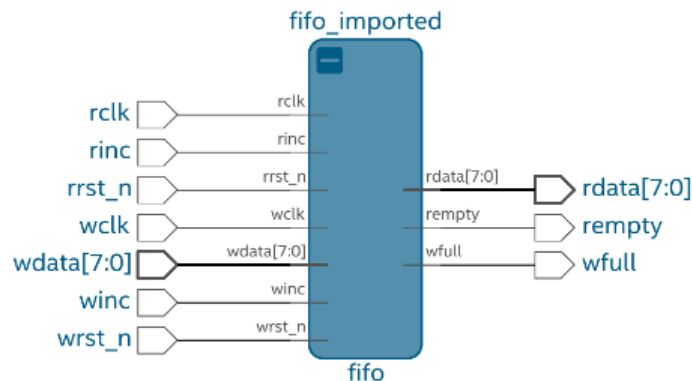 fifo_imported
rclk rclk
rinc rinc
rrst_n rrst_n rdata[7:0] rdata[7:0]
wclk wclk rempty rempty
wdata[7:0] wdata[7:0] wfull wfull
winc winc
wrst_n wrst_n
fifo